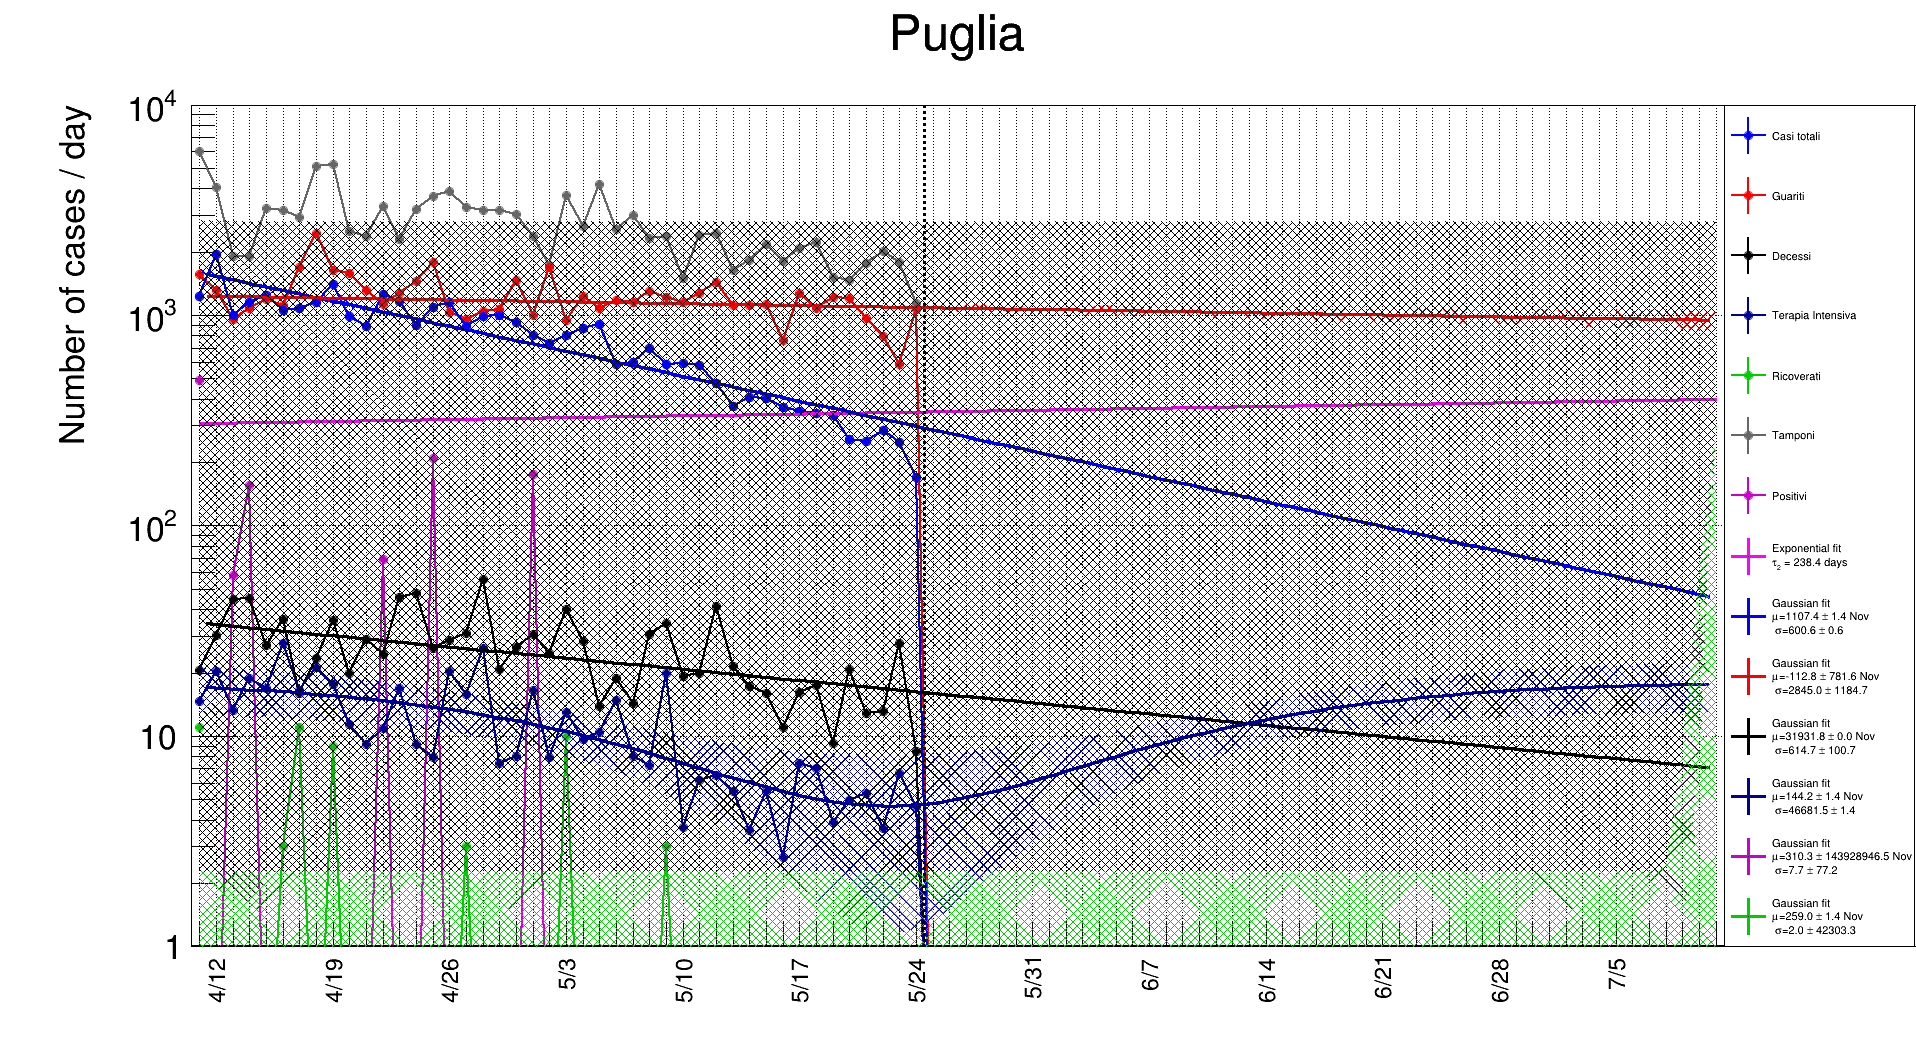 Puglia
Number of cases / day
10^4
10^3
10^2
10
1
4/12
4/19
4/26
5/3
5/10
5/17
5/24
5/31
6/7
6/14
6/21
6/28
7/5
Casi totali
Guariti
Decessi
Terapia Intensiva
Ricoverati
Tamponi
Positivi
Exponential fit
τ₂ = 238.4 days
Gaussian fit
μ=1107.4 ± 1.4 Nov
σ=600.6 ± 0.6
Gaussian fit
μ=-112.8 ± 781.6 Nov
σ=2845.0 ± 1184.7
Gaussian fit
μ=31931.8 ± 0.0 Nov
σ=614.7 ± 100.7
Gaussian fit
μ=144.2 ± 1.4 Nov
σ=46681.5 ± 1.4
Gaussian fit
μ=310.3 ± 143928946.5 Nov
σ=7.7 ± 77.2
Gaussian fit
μ=259.0 ± 1.4 Nov
σ=2.0 ± 42303.3